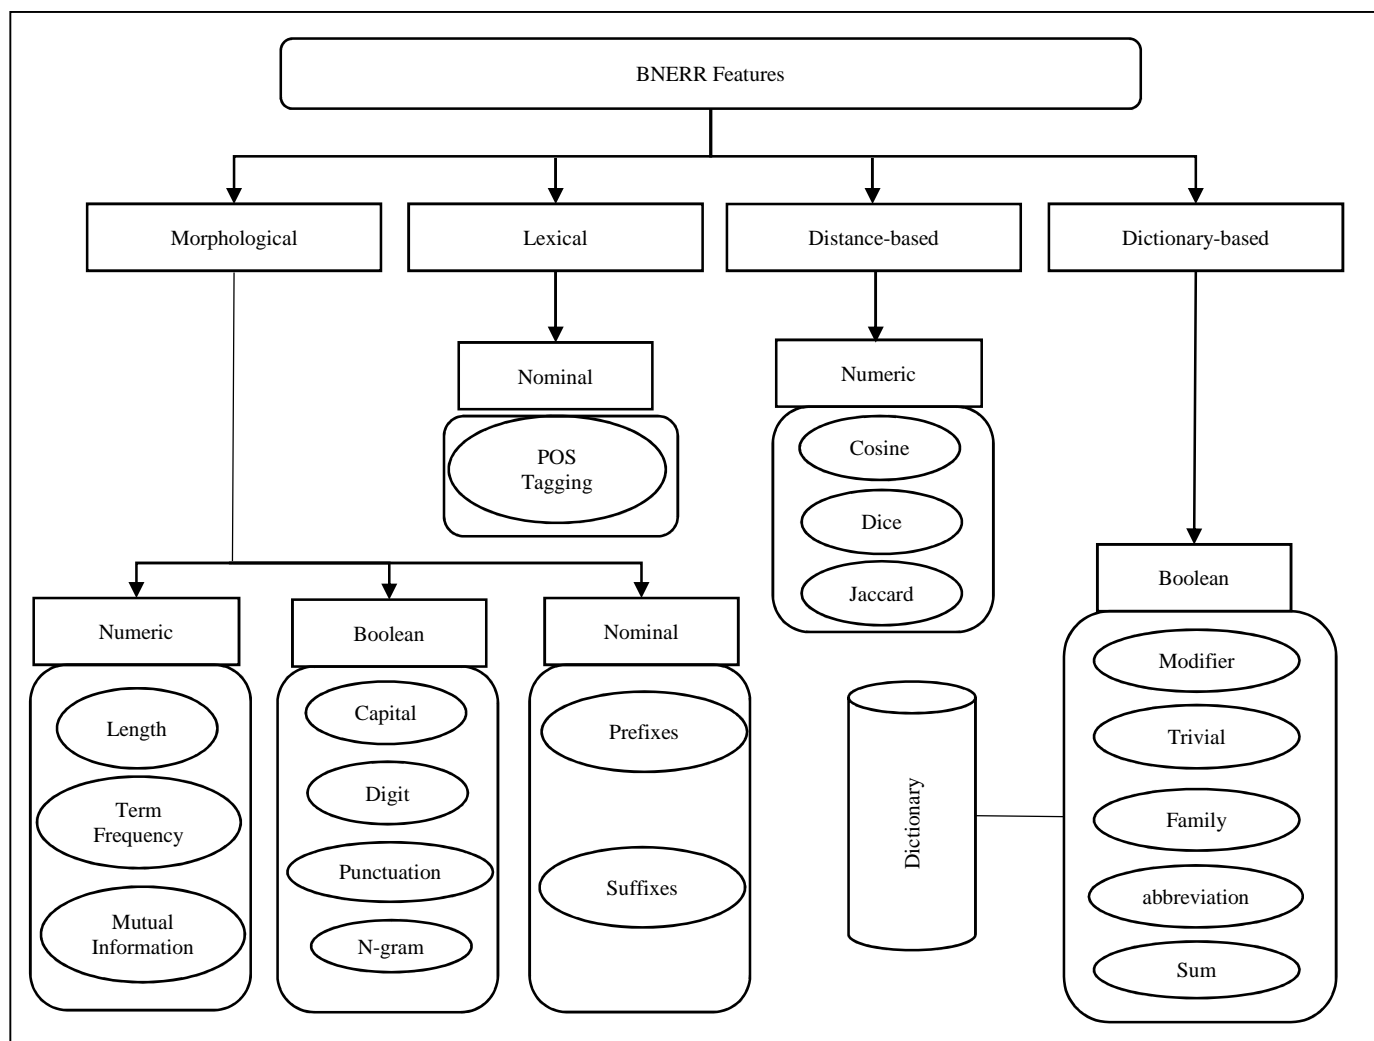 BNERR Features
Morphological
Lexical
Distance-based
Dictionary-based
Nominal
POS
Tagging
Numeric
Cosine
Dice
Jaccard
Boolean
Modifier
Trivial
Family
abbreviation
Sum
Dictionary
Numeric
Length
Term
Frequency
Mutual
Information
Boolean
Capital
Digit
Punctuation
N-gram
Nominal
Prefixes
Suffixes